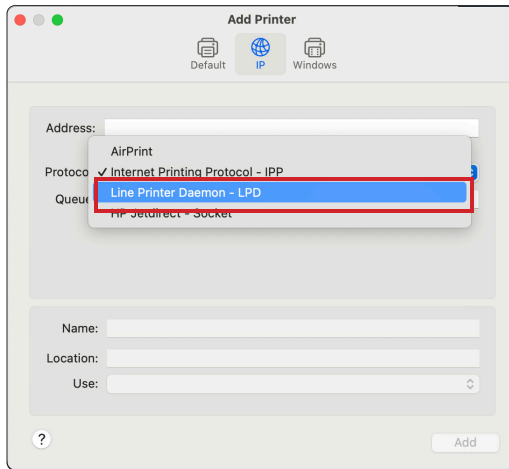 Add Printer
Default IP Windows
Address:
AirPrint
Protoco ✓ Internet Printing Protocol - IPP
Queue Line Printer Daemon - LPD
HP Jetdirect - Socket
Name:
Location:
Use:
? Add